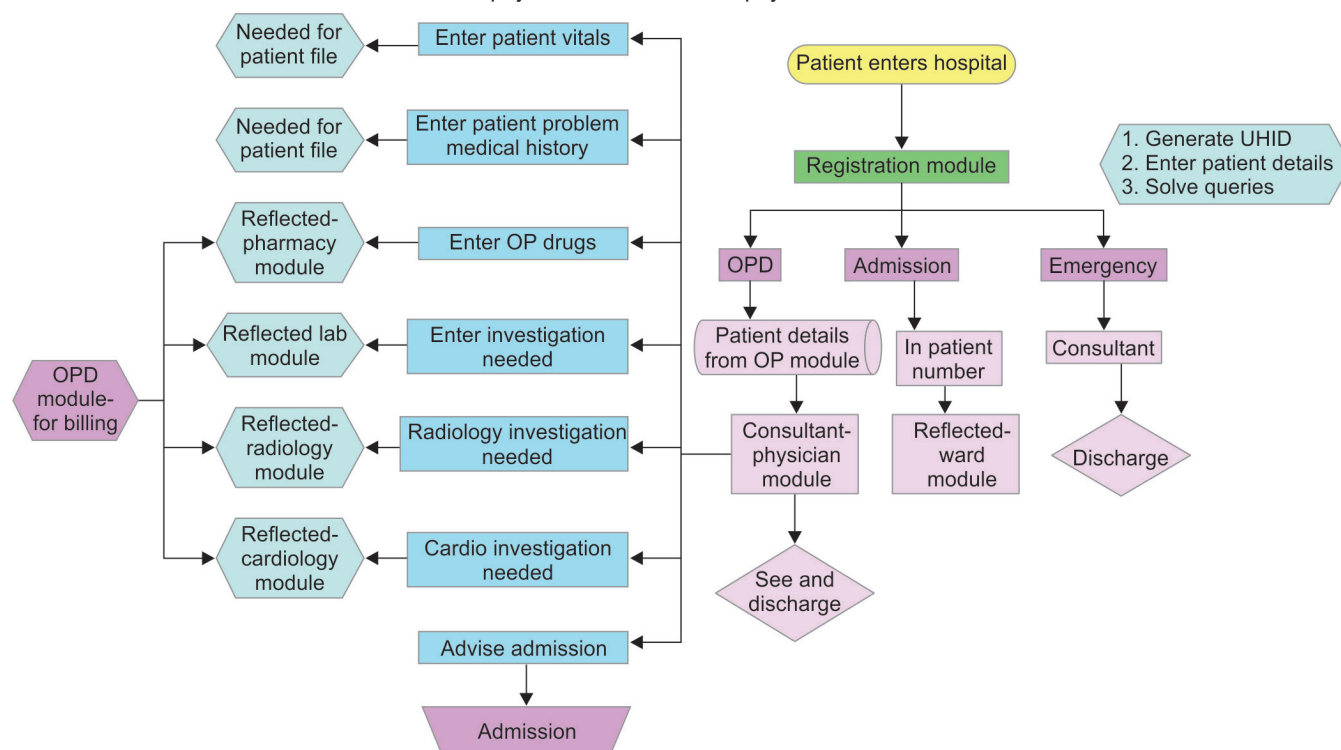 Needed for
patient file
Enter patient vitals
Patient enters hospital
Needed for
patient file
Enter patient problem
medical history
1. Generate UHID
2. Enter patient details
3. Solve queries
Registration module
Reflected-
pharmacy
module
Enter OP drugs
OPD
Admission
Emergency
Reflected lab
module
Enter investigation
needed
Patient details
from OP module
In patient
number
Consultant
OPD
module-
for billing
Reflected-
radiology
module
Radiology investigation
needed
Consultant-
physician
module
Reflected-
ward
module
Discharge
Reflected-
cardiology
module
Cardio investigation
needed
See and
discharge
Advise admission
Admission